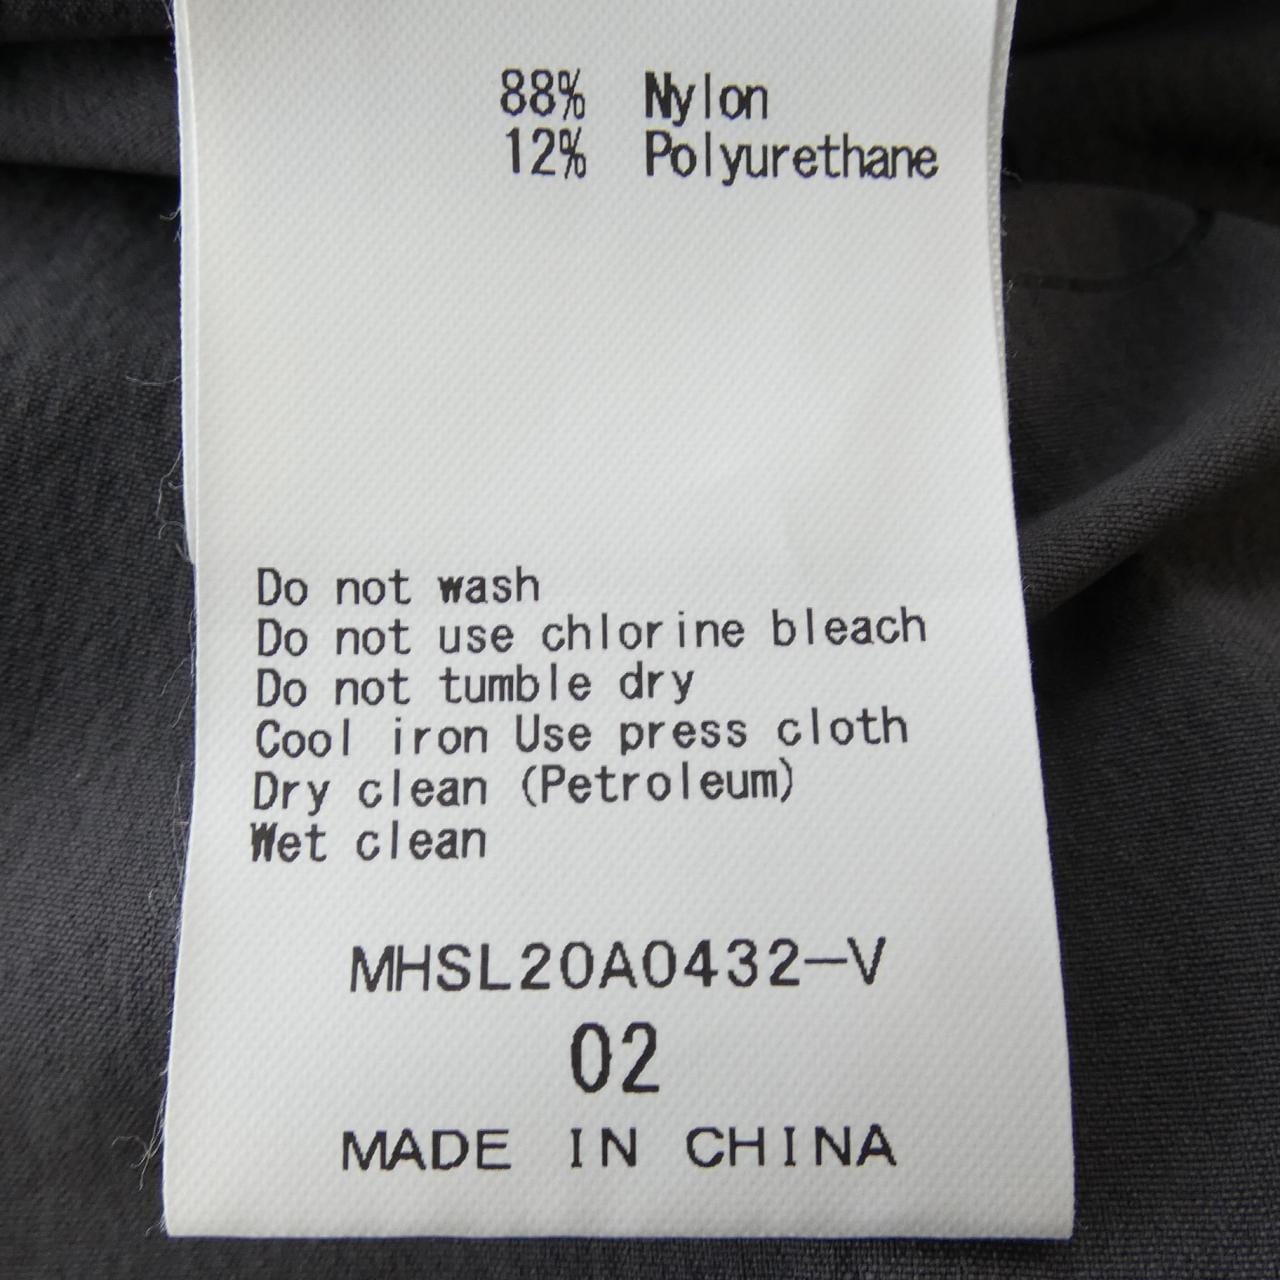 88% Nylon
12% Polyurethane
Do not wash
Do not use chlorine bleach
Do not tumble dry
Cool iron Use press cloth
Dry clean (Petroleum)
Wet clean
MHSL20A0432-V
02
MADE IN CHINA